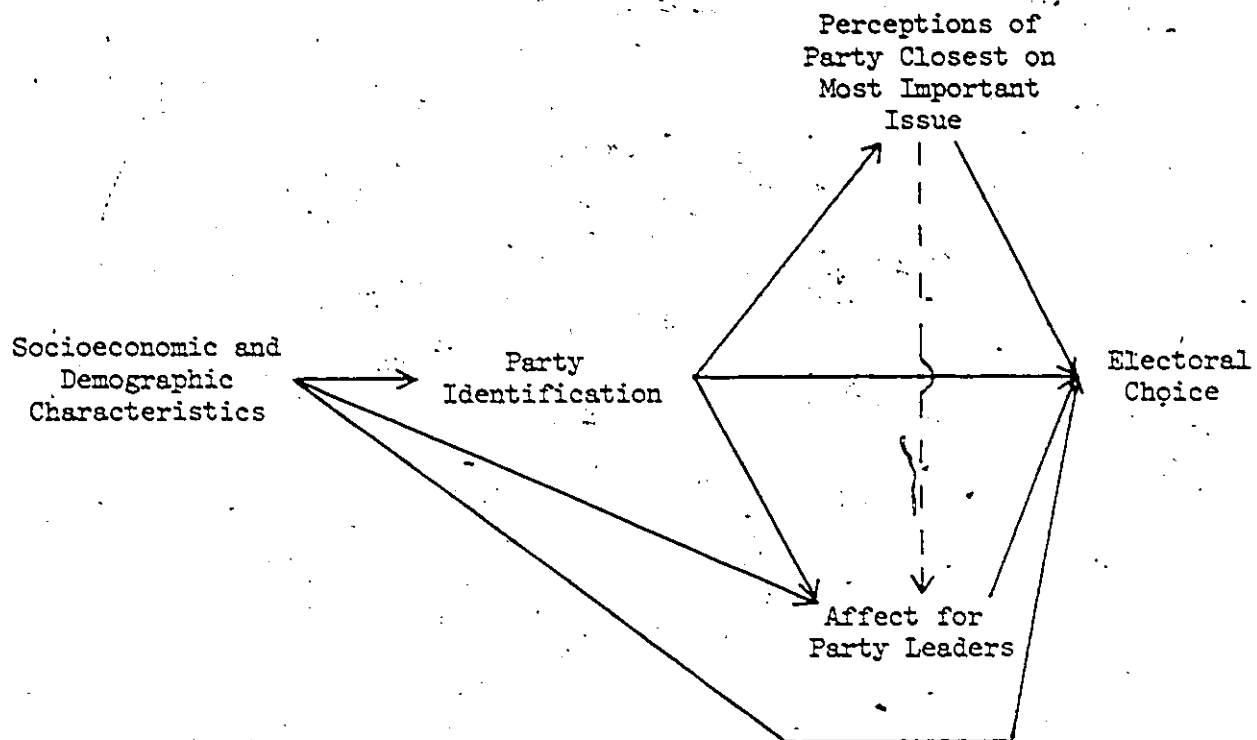 Perceptions of
Party Closest on
Most Important
Issue
Socioeconomic and
Demographic
Characteristics
Party
Identification
Electoral
Choice
Affect for
Party Leaders